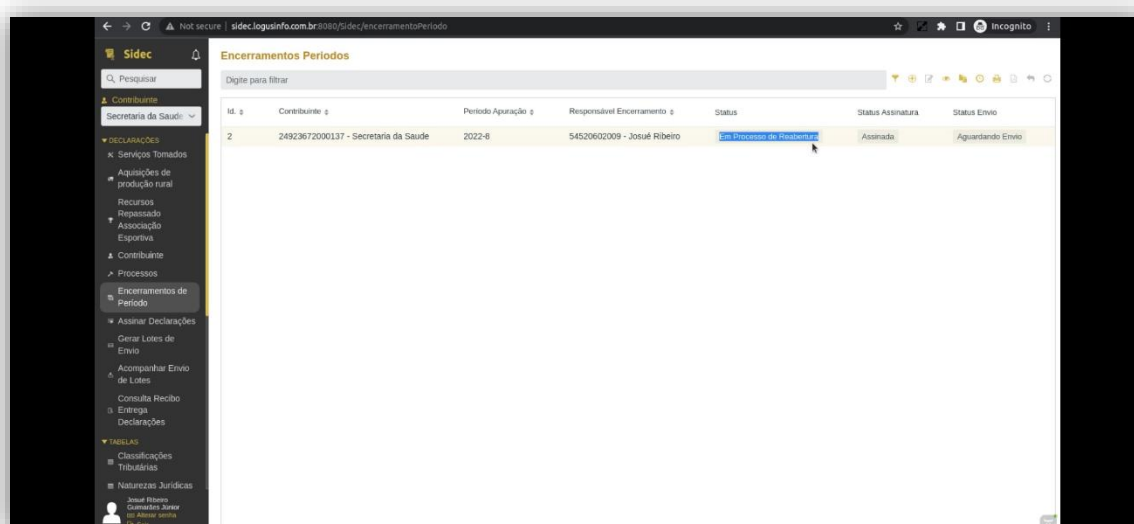 Not secure | sidec.logusinfo.com.br:8080/Sidec/encerramentoPeriodo
Incognito
Sidec
Pesquisar
Contribuinte
Secretaria da Saude
DECLARAÇÕES
Serviços Tomados
Aquisições de
produção rural
Recursos
Repassado
Associação
Esportiva
Contribuinte
Processos
Encerramentos de
Período
Assinar Declarações
Gerar Lotes de
Envio
Acompanhar Envio
de Lotes
Consulta Recibo
Entrega
Declarações
TABELAS
Classificações
Tributárias
Naturezas Jurídicas
Josué Ribeiro
Guimarães Júnior
Alterar senha
Encerramentos Periodos
Digite para filtrar
Id. Contribuinte Período Apuração Responsável Encerramento Status Status Assinatura Status Envio
2 24923672000137 - Secretaria da Saude 2022-8 54520602009 - Josué Ribeiro Em Processo de Reabertura Assinada Aguardando Envio